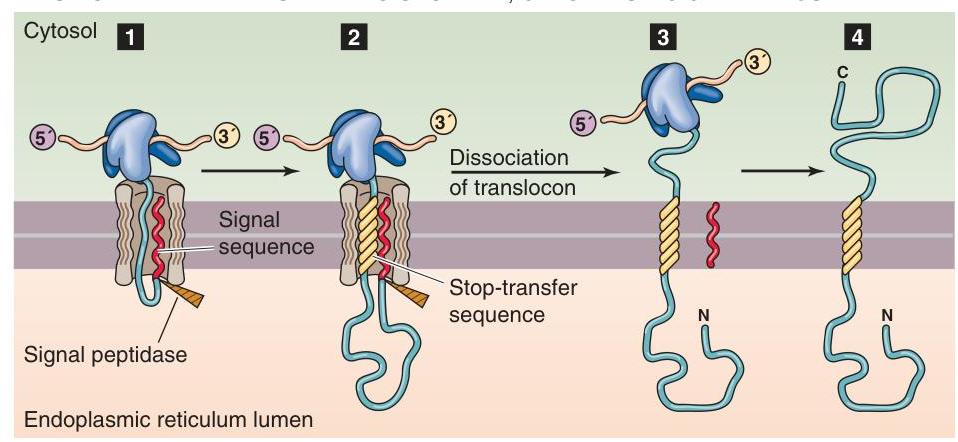 Cytosol
1
2
3
4
5′
3′
5′
3′
5′
3′
C
Dissociation
of translocon
Signal
sequence
Stop-transfer
sequence
Signal peptidase
N
N
Endoplasmic reticulum lumen